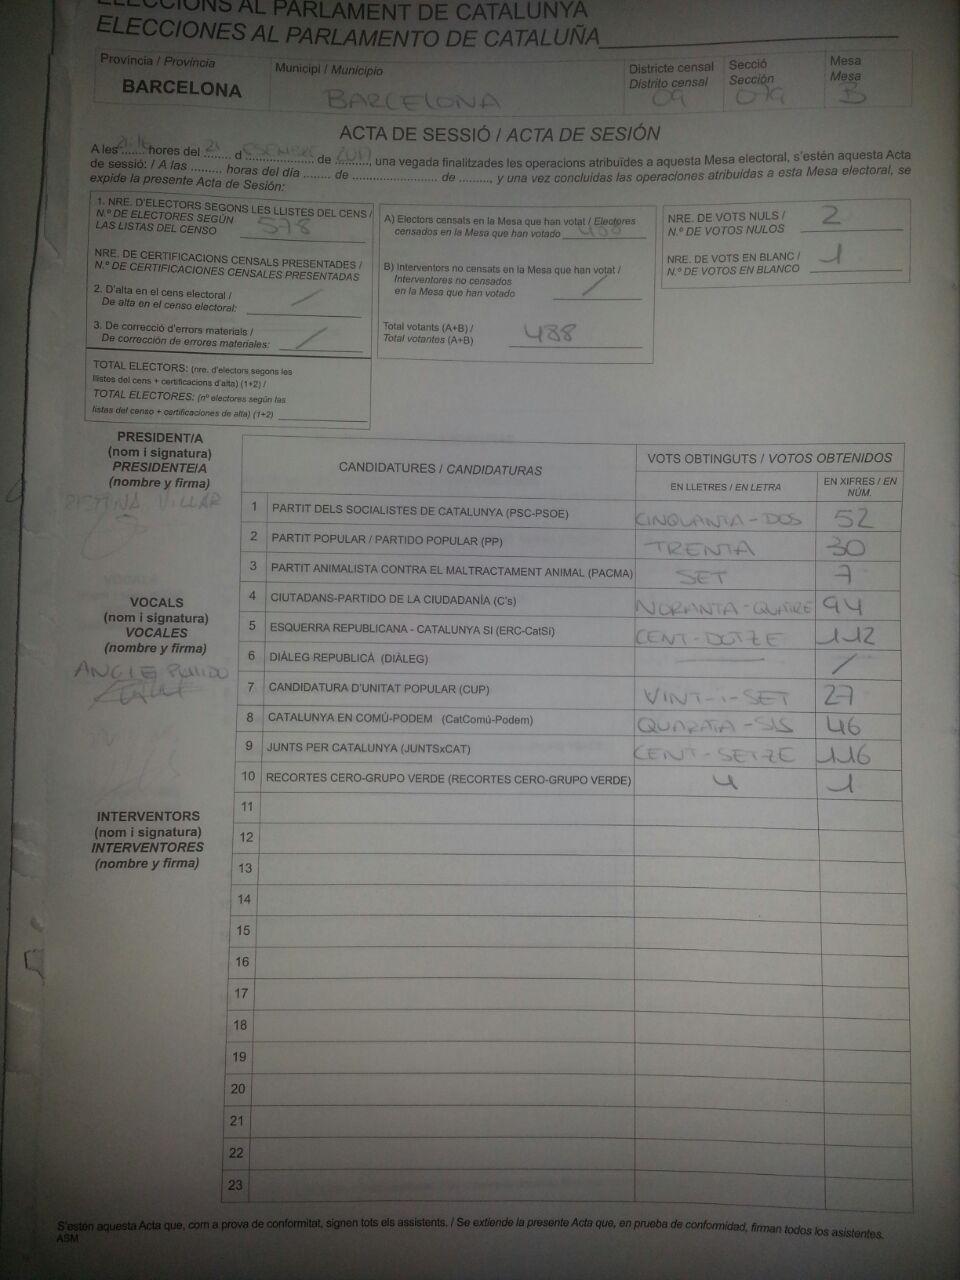 ELECCIONS AL PARLAMENT DE CATALUNYA
ELECCIONES AL PARLAMENTO DE CATALUÑA
Província / Provincia
BARCELONA
Municipi / Municipio
BARCELONA
Districte censal
Distrito censal
09
Secció
Sección
079
Mesa
Mesa
B
ACTA DE SESSIÓ / ACTA DE SESIÓN
A les ........ hores del 21 d ................. de 2017, una vegada finalitzades les operacions atribuïdes a aquesta Mesa electoral, s'estén aquesta Acta
de sessió: / A las ......... horas del día ........ de ......................... de ........., y una vez concluidas las operaciones atribuidas a esta Mesa electoral, se
expide la presente Acta de Sesión:
1. NRE. D'ELECTORS SEGONS LES LLISTES DEL CENS /
N.º DE ELECTORES SEGÚN
LAS LISTAS DEL CENSO 578
NRE. DE CERTIFICACIONS CENSALS PRESENTADES /
N.º DE CERTIFICACIONES CENSALES PRESENTADAS
2. D'alta en el cens electoral /
De alta en el censo electoral: /
3. De correcció d'errors materials /
De corrección de errores materiales: /
TOTAL ELECTORS: (nre. d'electors segons les
llistes del cens + certificacions d'alta) (1+2) /
TOTAL ELECTORES: (nº electores según las
listas del censo + certificaciones de alta) (1+2)
A) Electors censats en la Mesa que han votat / Electores
censados en la Mesa que han votado 488
B) Interventors no censats en la Mesa que han votat /
Interventores no censados
en la Mesa que han votado /
Total votants (A+B) /
Total votantes (A+B) 488
NRE. DE VOTS NULS /
N.º DE VOTOS NULOS 2
NRE. DE VOTS EN BLANC /
N.º DE VOTOS EN BLANCO 1
PRESIDENT/A
(nom i signatura)
PRESIDENTE/A
(nombre y firma)
VILLAR
VOCALS
(nom i signatura)
VOCALES
(nombre y firma)
INTERVENTORS
(nom i signatura)
INTERVENTORES
(nombre y firma)
CANDIDATURES / CANDIDATURAS
VOTS OBTINGUTS / VOTOS OBTENIDOS
EN LLETRES / EN LETRA
EN XIFRES / EN NÚM.
1 PARTIT DELS SOCIALISTES DE CATALUNYA (PSC-PSOE) CINQUANTA-DOS 52
2 PARTIT POPULAR / PARTIDO POPULAR (PP) TRENTA 30
3 PARTIT ANIMALISTA CONTRA EL MALTRACTAMENT ANIMAL (PACMA) SET 7
4 CIUTADANS-PARTIDO DE LA CIUDADANÍA (C's) NORANTA-QUATRE 94
5 ESQUERRA REPUBLICANA - CATALUNYA SI (ERC-CatSí) CENT-DOTZE 112
6 DIÀLEG REPUBLICÀ (DIÀLEG) — /
7 CANDIDATURA D'UNITAT POPULAR (CUP) VINT-I-SET 27
8 CATALUNYA EN COMÚ-PODEM (CatComú-Podem) QUARATA-SIS 46
9 JUNTS PER CATALUNYA (JUNTSxCAT) CENT-SETZE 116
10 RECORTES CERO-GRUPO VERDE (RECORTES CERO-GRUPO VERDE) U 1
11
12
13
14
15
16
17
18
19
20
21
22
23
S'estén aquesta Acta que, com a prova de conformitat, signen tots els assistents. / Se extiende la presente Acta que, en prueba de conformidad, firman todos los asistentes.
ASM